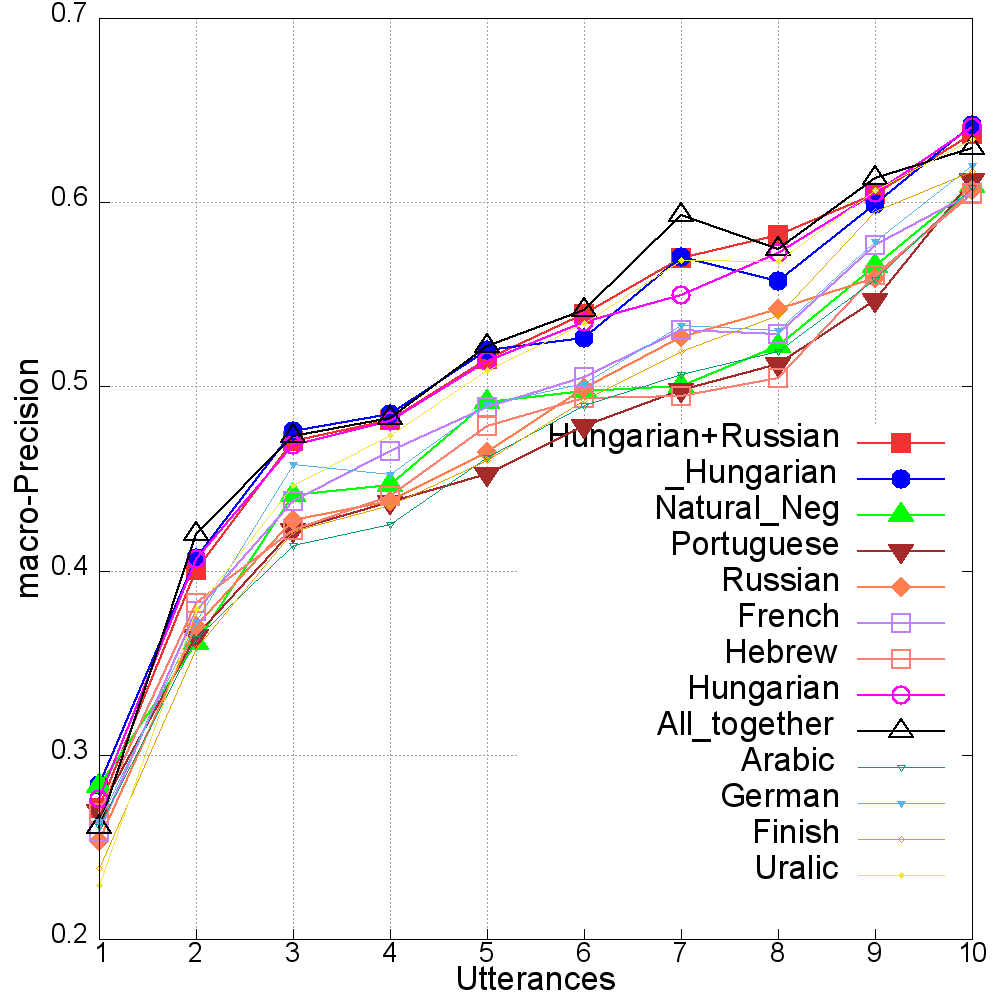 0.7
0.6
0.5
0.4
0.3
0.2
macro-Precision
Hungarian+Russian
_Hungarian
Natural_Neg
Portuguese
Russian
French
Hebrew
Hungarian
All_together
Arabic
German
Finish
Uralic
1 2 3 4 5 6 7 8 9 10
Utterances